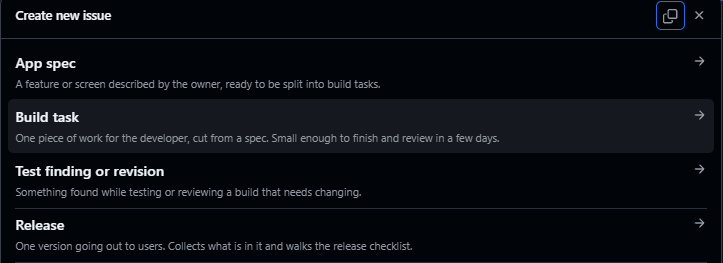 Create new issue
App spec
A feature or screen described by the owner, ready to be split into build tasks.
Build task
One piece of work for the developer, cut from a spec. Small enough to finish and review in a few days.
Test finding or revision
Something found while testing or reviewing a build that needs changing.
Release
One version going out to users. Collects what is in it and walks the release checklist.